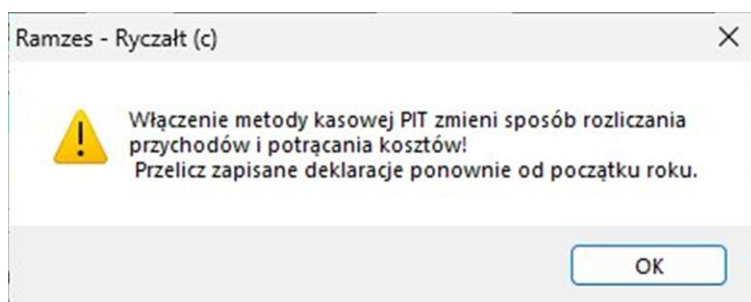 Ramzes - Ryczałt (c)
Włączenie metody kasowej PIT zmieni sposób rozliczania
przychodów i potrącania kosztów!
Przelicz zapisane deklaracje ponownie od początku roku.
OK